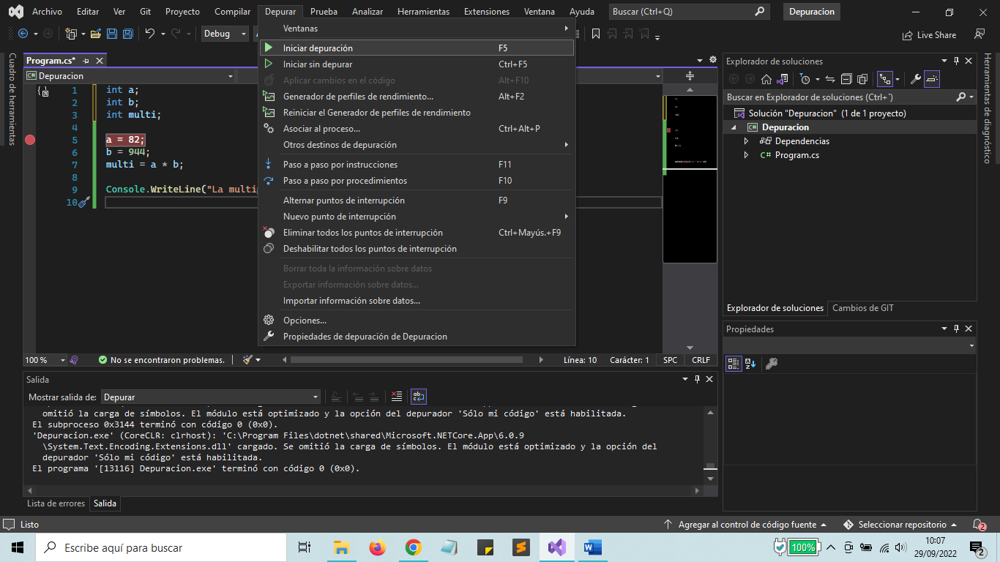 Archivo Editar Ver Git Proyecto Compilar Depurar Prueba Analizar Herramientas Extensiones Ventana Ayuda Buscar (Ctrl+Q) Depuracion
Debug
Live Share
Ventanas
Iniciar depuración F5
Iniciar sin depurar Ctrl+F5
Aplicar cambios en el código Alt+F10
Generador de perfiles de rendimiento... Alt+F2
Reiniciar el Generador de perfiles de rendimiento
Asociar al proceso... Ctrl+Alt+P
Otros destinos de depuración
Paso a paso por instrucciones F11
Paso a paso por procedimientos F10
Alternar puntos de interrupción F9
Nuevo punto de interrupción
Eliminar todos los puntos de interrupción Ctrl+Mayús.+F9
Deshabilitar todos los puntos de interrupción
Borrar toda la información sobre datos
Exportar información sobre datos...
Importar información sobre datos...
Opciones...
Propiedades de depuración de Depuracion
Cuadro de herramientas
Program.cs*
C# Depuracion
1 int a;
2 int b;
3 int multi;
4
5 a = 82;
6 b = 944;
7 multi = a * b;
8
9 Console.WriteLine("La multip
10
100 % No se encontraron problemas. Línea: 10 Carácter: 1 SPC CRLF
Explorador de soluciones
Buscar en Explorador de soluciones (Ctrl+`)
Solución "Depuracion" (1 de 1 proyecto)
C# Depuracion
Dependencias
C# Program.cs
Explorador de soluciones Cambios de GIT
Propiedades
Herramientas de diagnóstico
Salida
Mostrar salida de: Depurar
omitió la carga de símbolos. El módulo está optimizado y la opción del depurador 'Sólo mi código' está habilitada.
El subproceso 0x3144 terminó con código 0 (0x0).
'Depuracion.exe' (CoreCLR: clrhost): 'C:\Program Files\dotnet\shared\Microsoft.NETCore.App\6.0.9
\System.Text.Encoding.Extensions.dll' cargado. Se omitió la carga de símbolos. El módulo está optimizado y la opción del
depurador 'Sólo mi código' está habilitada.
El programa '[13116] Depuracion.exe' terminó con código 0 (0x0).
Lista de errores Salida
Listo Agregar al control de código fuente Seleccionar repositorio 2
Escribe aquí para buscar
100%
10:07
29/09/2022
2